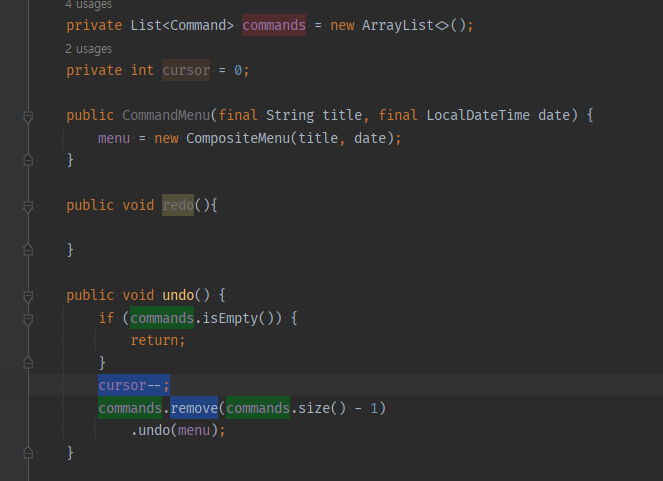 4 usages
private List<Command> commands = new ArrayList<>();
2 usages
private int cursor = 0;
public CommandMenu(final String title, final LocalDateTime date) {
menu = new CompositeMenu(title, date);
}
public void redo(){
}
public void undo() {
if (commands.isEmpty()) {
return;
}
cursor--;
commands.remove(commands.size() - 1)
.undo(menu);
}